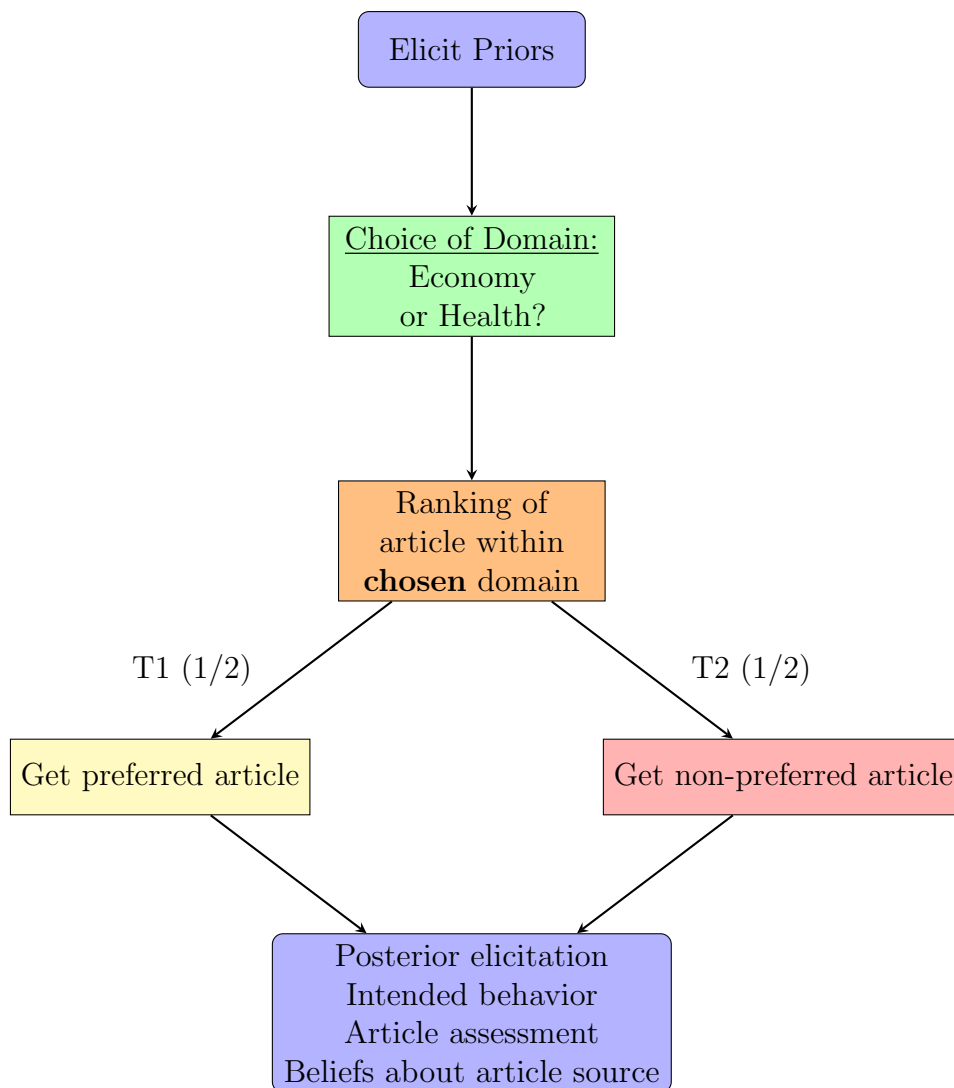 Elicit Priors
Choice of Domain:
Economy
or Health?
Ranking of
article within
chosen domain
T1 (1/2)
T2 (1/2)
Get preferred article
Get non-preferred article
Posterior elicitation
Intended behavior
Article assessment
Beliefs about article source